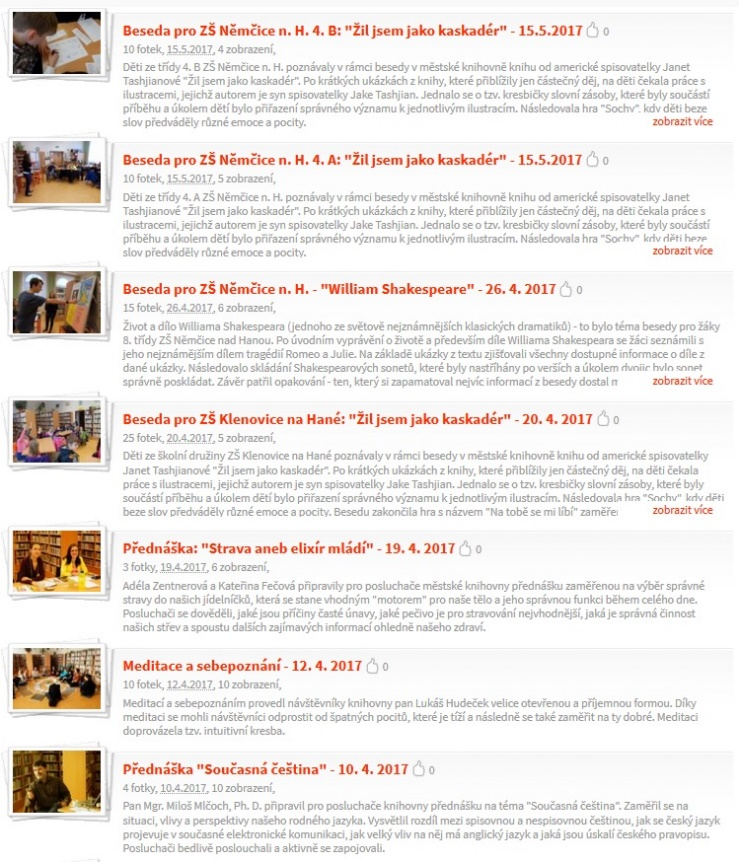 Beseda pro ZŠ Němčice n. H. 4. B: "Žil jsem jako kaskadér" - 15.5.2017 0
10 fotek, 15.5.2017, 4 zobrazení,
Děti ze třídy 4. B ZŠ Němčice n. H. poznávaly v rámci besedy v městské knihovně knihu od americké spisovatelky Janet
Tashjianové "Žil jsem jako kaskadér". Po krátkých ukázkách z knihy, které přiblížily jen částečný děj, na děti čekala práce s
ilustracemi, jejichž autorem je syn spisovatelky Jake Tashjian. Jednalo se o tzv. kresbičky slovní zásoby, které byly součástí
příběhu a úkolem dětí bylo přiřazení správného významu k jednotlivým ilustracím. Následovala hra "Sochy", kdy děti beze
slov předváděly různé emoce a pocity. zobrazit více
Beseda pro ZŠ Němčice n. H. 4. A: "Žil jsem jako kaskadér" - 15.5.2017 0
10 fotek, 15.5.2017, 5 zobrazení,
Děti ze třídy 4. A ZŠ Němčice n. H. poznávaly v rámci besedy v městské knihovně knihu od americké spisovatelky Janet
Tashjianové "Žil jsem jako kaskadér". Po krátkých ukázkách z knihy, které přiblížily jen částečný děj, na děti čekala práce s
ilustracemi, jejichž autorem je syn spisovatelky Jake Tashjian. Jednalo se o tzv. kresbičky slovní zásoby, které byly součástí
příběhu a úkolem dětí bylo přiřazení správného významu k jednotlivým ilustracím. Následovala hra "Sochy", kdy děti beze
slov předváděly různé emoce a pocity. zobrazit více
Beseda pro ZŠ Němčice n. H. - "William Shakespeare" - 26. 4. 2017 0
15 fotek, 26.4.2017, 6 zobrazení,
Život a dílo Williama Shakespeara (jednoho ze světově nejznámnějších klasických dramatiků) - to bylo téma besedy pro žáky
8. třídy ZŠ Němčice nad Hanou. Po úvodním vyprávění o životě a především díle Williama Shakespeara se žáci seznámili s
jeho nejznámějším dílem tragédií Romeo a Julie. Na základě ukázky z textu zjišťovali všechny dostupné informace o díle z
dané ukázky. Následovalo skládání Shakespearových sonetů, které byly nastříhány po verších a úkolem dvojic bylo sonet
správně poskládat. Závěr patřil opakování - ten, který si zapamatoval nejvíc informací z besedy dostal m zobrazit více
Beseda pro ZŠ Klenovice na Hané: "Žil jsem jako kaskadér" - 20. 4. 2017 0
25 fotek, 20.4.2017, 5 zobrazení,
Děti ze školní družiny ZŠ Klenovice na Hané poznávaly v rámci besedy v městské knihovně knihu od americké spisovatelky
Janet Tashjianové "Žil jsem jako kaskadér". Po krátkých ukázkách z knihy, které přiblížily jen částečný děj, na děti čekala
práce s ilustracemi, jejichž autorem je syn spisovatelky Jake Tashjian. Jednalo se o tzv. kresbičky slovní zásoby, které byly
součástí příběhu a úkolem dětí bylo přiřazení správného významu k jednotlivým ilustracím. Následovala hra "Sochy", kdy děti
beze slov předváděly různé emoce a pocity. Besedu zakončila hra s názvem "Na tobě se mi líbí" zaměře zobrazit více
Přednáška: "Strava aneb elixír mládí" - 19. 4. 2017 0
3 fotky, 19.4.2017, 6 zobrazení,
Adéla Zentnerová a Kateřina Fečová připravily pro posluchače městské knihovny přednášku zaměřenou na výběr správné
stravy do našich jídelníčků, která se stane vhodným "motorem" pro naše tělo a jeho správnou funkci během celého dne.
Posluchači se dověděli, jaké jsou příčiny časté únavy, jaké pečivo je pro stravování nejvhodnější, jaká je správná činnost
našich střev a spoustu dalších zajímavých informací ohledně našeho zdraví.
Meditace a sebepoznání - 12. 4. 2017 0
10 fotek, 12.4.2017, 10 zobrazení,
Meditací a sebepoznáním provedl návštěvníky knihovny pan Lukáš Hudeček velice otevřenou a příjemnou formou. Díky
meditaci se mohli návštěvníci odprostit od špatných pocitů, které je tíží a následně se také zaměřit na ty dobré. Meditaci
doprovázela tzv. intuitivní kresba.
Přednáška "Současná čeština" - 10. 4. 2017 0
4 fotky, 10.4.2017, 10 zobrazení,
Pan Mgr. Miloš Mlčoch, Ph. D. připravil pro posluchače knihovny přednášku na téma "Současná čeština". Zaměřil se na
situaci, vlivy a perspektivy našeho rodného jazyka. Vysvětlil rozdíl mezi spisovnou a nespisovnou češtinou, jak se český jazyk
projevuje v současné elektronické komunikaci, jak velký vliv na něj má anglický jazyk a jaká jsou úskalí českého pravopisu.
Posluchači bedlivě poslouchali a aktivně se zapojovali.